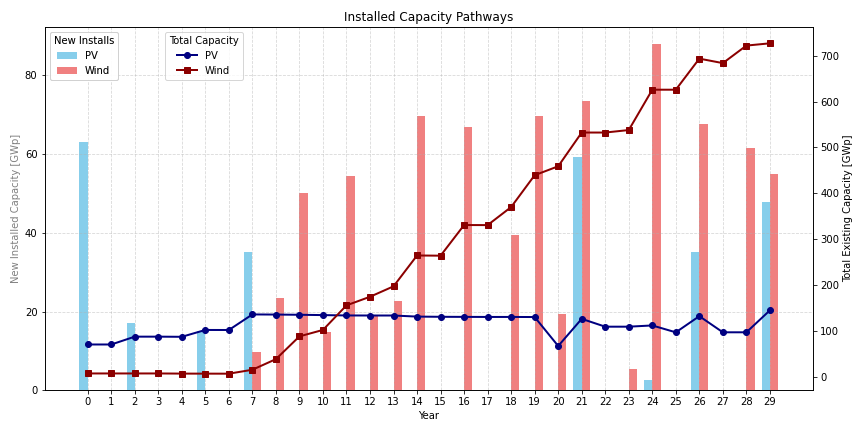 Installed Capacity Pathways
New Installs
PV
Wind
Total Capacity
PV
Wind
New Installed Capacity [GWp]
80
60
40
20
0
Total Existing Capacity [GWp]
700
600
500
400
300
200
100
0
0 1 2 3 4 5 6 7 8 9 10 11 12 13 14 15 16 17 18 19 20 21 22 23 24 25 26 27 28 29
Year